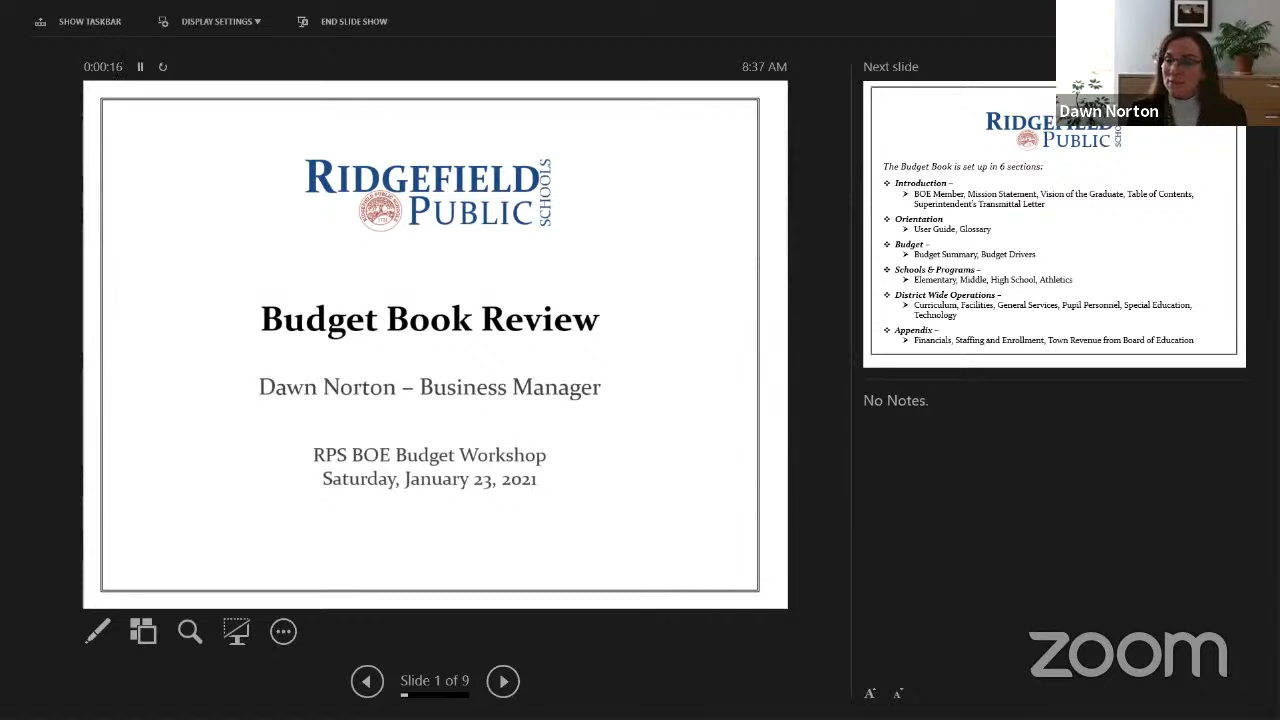 SHOW TASKBAR
DISPLAY SETTINGS
END SLIDE SHOW
0:00:16
8:37 AM
RIDGEFIELD
PUBLIC
SCHOOLS
Budget Book Review
Dawn Norton – Business Manager
RPS BOE Budget Workshop
Saturday, January 23, 2021
Slide 1 of 9
Next slide
Dawn Norton
RIDGEFIELD
PUBLIC
The Budget Book is set up in 6 sections:
Introduction –
BOE Member, Mission Statement, Vision of the Graduate, Table of Contents,
Superintendent's Transmittal Letter
Orientation
User Guide, Glossary
Budget –
Budget Summary, Budget Drivers
Schools & Programs –
Elementary, Middle, High School, Athletics
District Wide Operations –
Curriculum, Facilities, General Services, Pupil Personnel, Special Education,
Technology
Appendix –
Financials, Staffing and Enrollment, Town Revenue from Board of Education
No Notes.
zoom
A A